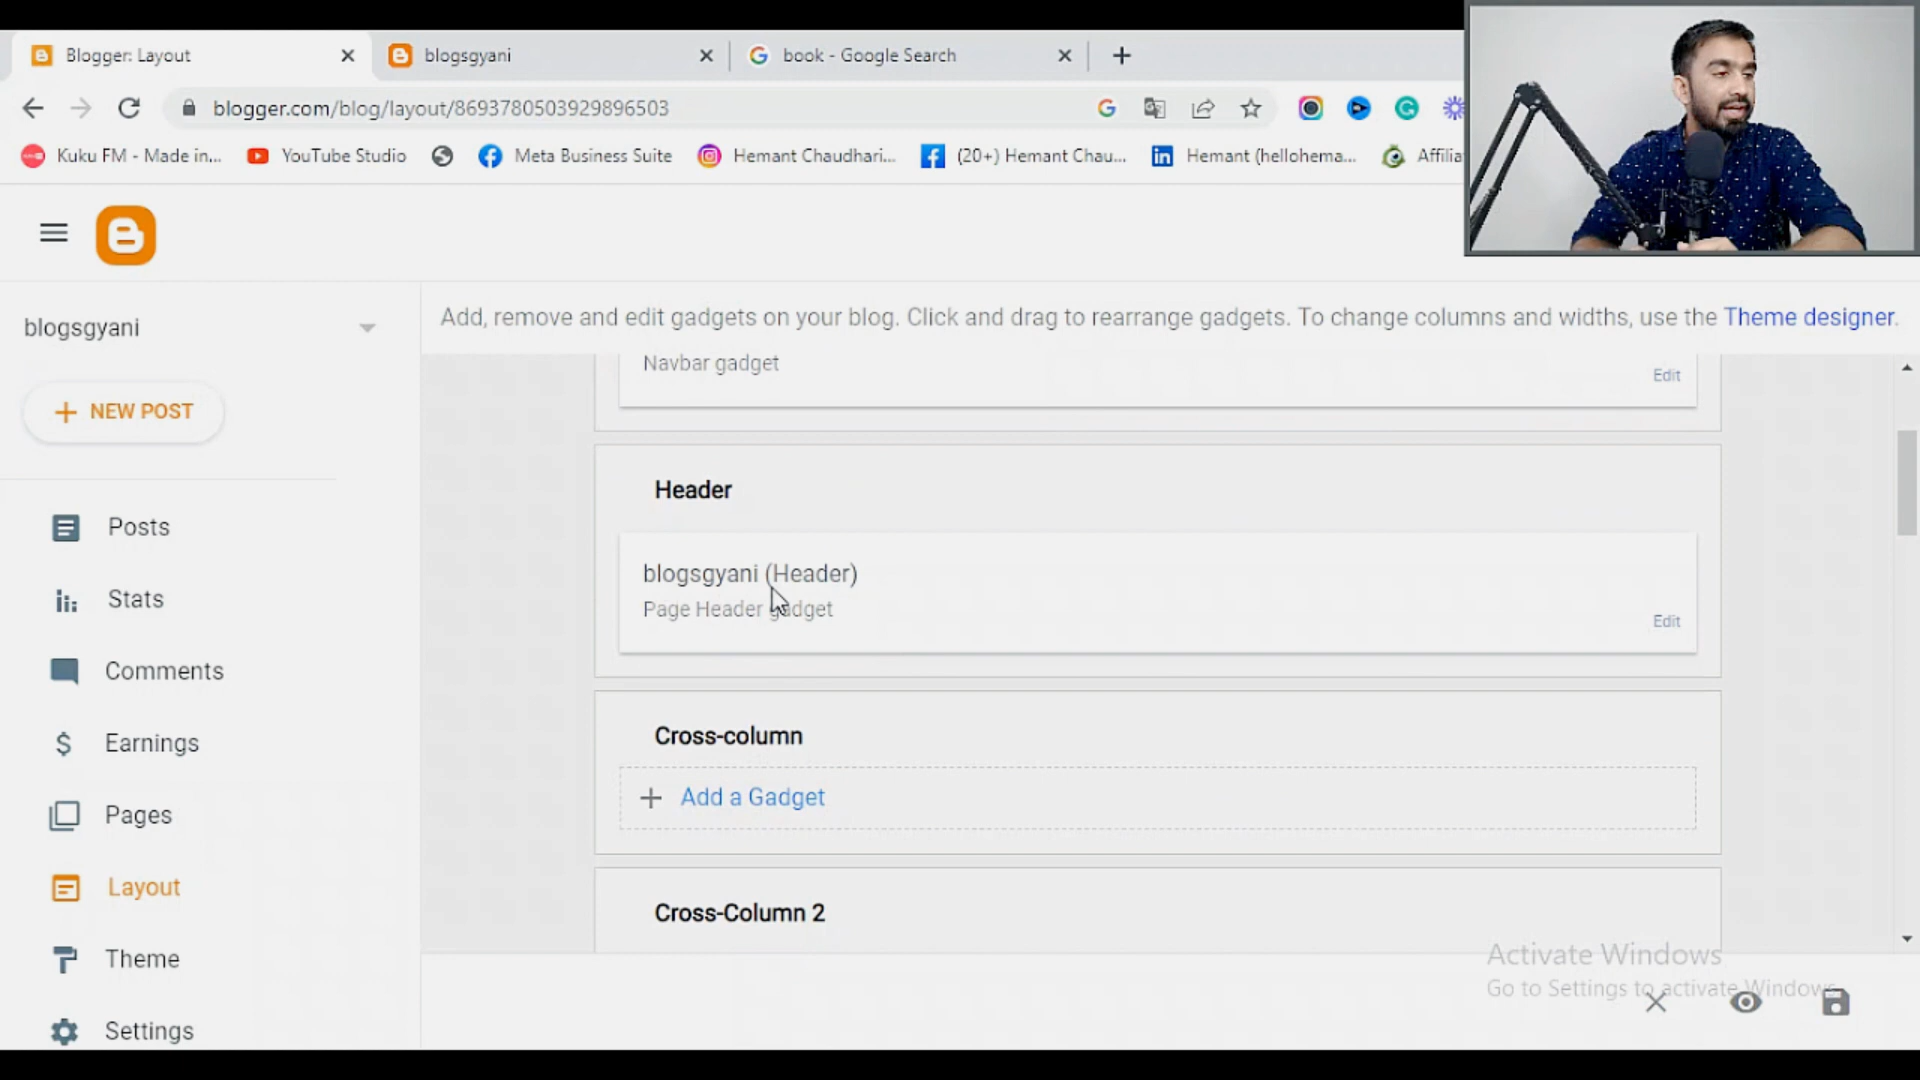 Blogger: Layout
blogsgyani
book - Google Search
blogger.com/blog/layout/8693780503929896503
Kuku FM - Made in...
YouTube Studio
Meta Business Suite
Hemant Chaudhari...
(20+) Hemant Chau...
Hemant (hellohema...
Affilia
blogsgyani
NEW POST
Posts
Stats
Comments
Earnings
Pages
Layout
Theme
Settings
Add, remove and edit gadgets on your blog. Click and drag to rearrange gadgets. To change columns and widths, use the Theme designer.
Navbar gadget
Edit
Header
blogsgyani (Header)
Page Header gadget
Edit
Cross-column
Add a Gadget
Cross-Column 2
Activate Windows
Go to Settings to activate Windows.